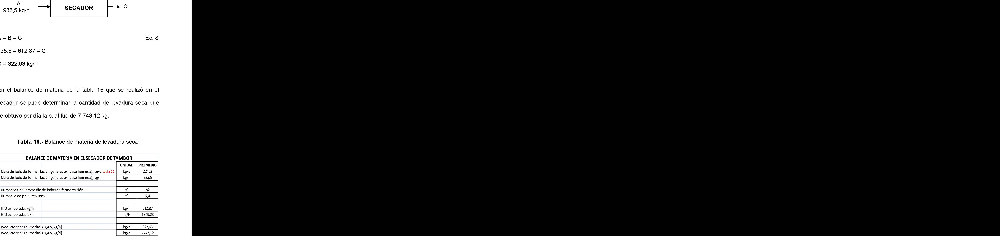 A
935,5 kg/h
SECADOR
C
– B = C Ec. 8
35,5 – 612,87 = C
= 322,63 kg/h
En el balance de materia de la tabla 16 que se realizó en el
ecador se pudo determinar la cantidad de levadura seca que
e obtuvo por día la cual fue de 7.743,12 kg.
Tabla 16.- Balance de materia de levadura seca.
BALANCE DE MATERIA EN EL SECADOR DE TAMBOR
UNIDAD PROMEDIO
Masa de lodo de fermentación generados (base humeda), kg/d tabla 21 kg/d 22452
Masa de lodo de fermentación generados (base humeda), kg/h kg/h 935,5
Humedad final promedio de lodos de fermentación % 82
Humedad de producto seco % 7,4
H₂O evaporada, kg/h kg/h 612,87
H₂O evaporada, lb/h lb/h 1349,23
Producto seco (humedad = 7,4%, kg/h) kg/h 322,63
Producto seco (humedad = 7,4%, kg/d) kg/d 7743,12